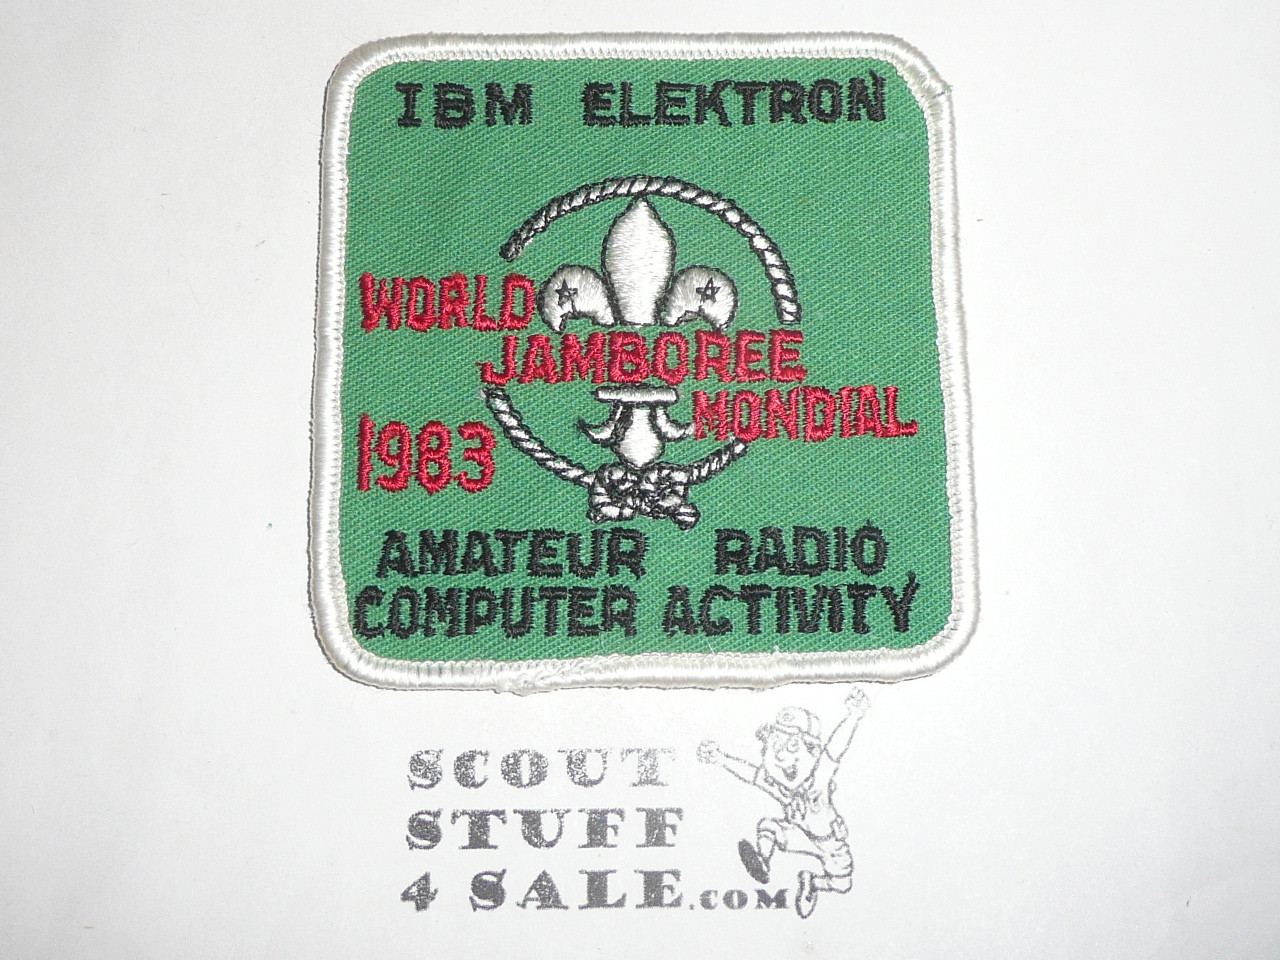 IBM ELEKTRON
WORLD
JAMBOREE
MONDIAL
1983
AMATEUR RADIO
COMPUTER ACTIVITY
SCOUT
STUFF
4 SALE.COM